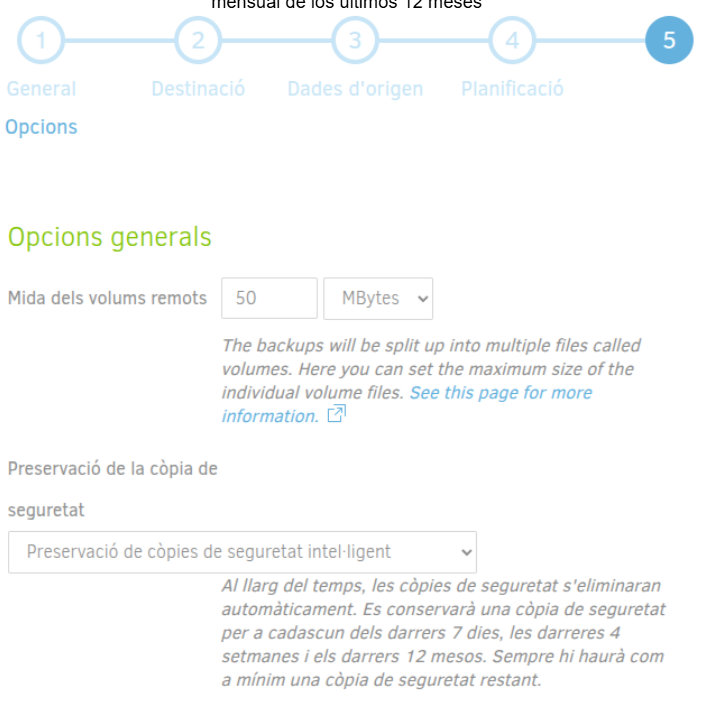 mensual de los últimos 12 meses
1 2 3 4 5
General Destinació Dades d'origen Planificació
Opcions
Opcions generals
Mida dels volums remots 50 MBytes
The backups will be split up into multiple files called
volumes. Here you can set the maximum size of the
individual volume files. See this page for more
information.
Preservació de la còpia de
seguretat
Preservació de còpies de seguretat intel·ligent
Al llarg del temps, les còpies de seguretat s'eliminaran
automàticament. Es conservarà una còpia de seguretat
per a cadascun dels darrers 7 dies, les darreres 4
setmanes i els darrers 12 mesos. Sempre hi haurà com
a mínim una còpia de seguretat restant.